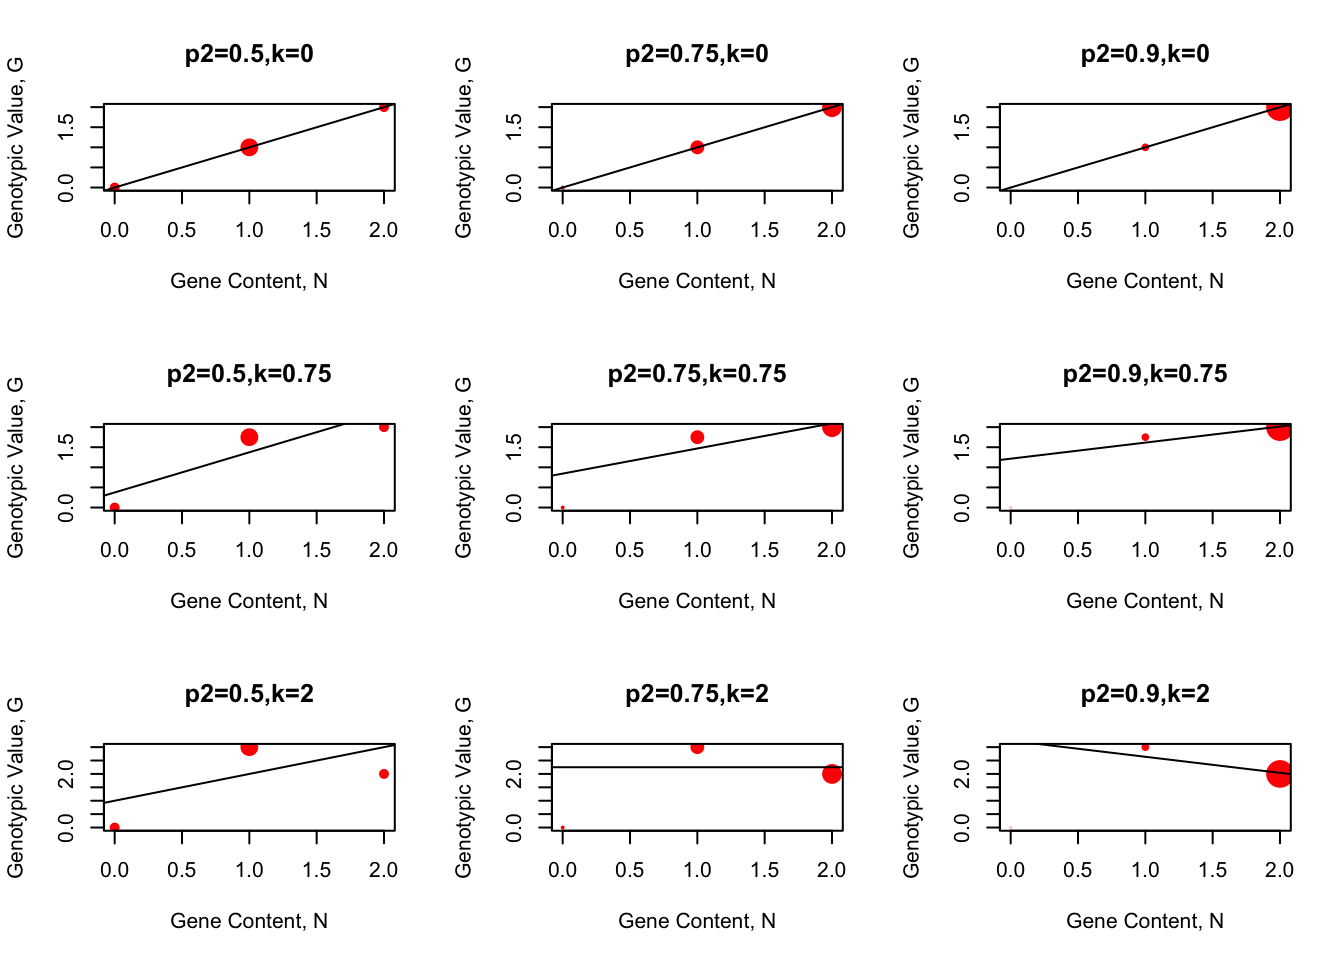 p2=0.5,k=0
Genotypic Value, G
1.5
0.0
0.0 0.5 1.0 1.5 2.0
Gene Content, N
p2=0.75,k=0
Genotypic Value, G
1.5
0.0
0.0 0.5 1.0 1.5 2.0
Gene Content, N
p2=0.9,k=0
Genotypic Value, G
1.5
0.0
0.0 0.5 1.0 1.5 2.0
Gene Content, N
p2=0.5,k=0.75
Genotypic Value, G
1.5
0.0
0.0 0.5 1.0 1.5 2.0
Gene Content, N
p2=0.75,k=0.75
Genotypic Value, G
1.5
0.0
0.0 0.5 1.0 1.5 2.0
Gene Content, N
p2=0.9,k=0.75
Genotypic Value, G
1.5
0.0
0.0 0.5 1.0 1.5 2.0
Gene Content, N
p2=0.5,k=2
Genotypic Value, G
2.0
0.0
0.0 0.5 1.0 1.5 2.0
Gene Content, N
p2=0.75,k=2
Genotypic Value, G
2.0
0.0
0.0 0.5 1.0 1.5 2.0
Gene Content, N
p2=0.9,k=2
Genotypic Value, G
2.0
0.0
0.0 0.5 1.0 1.5 2.0
Gene Content, N